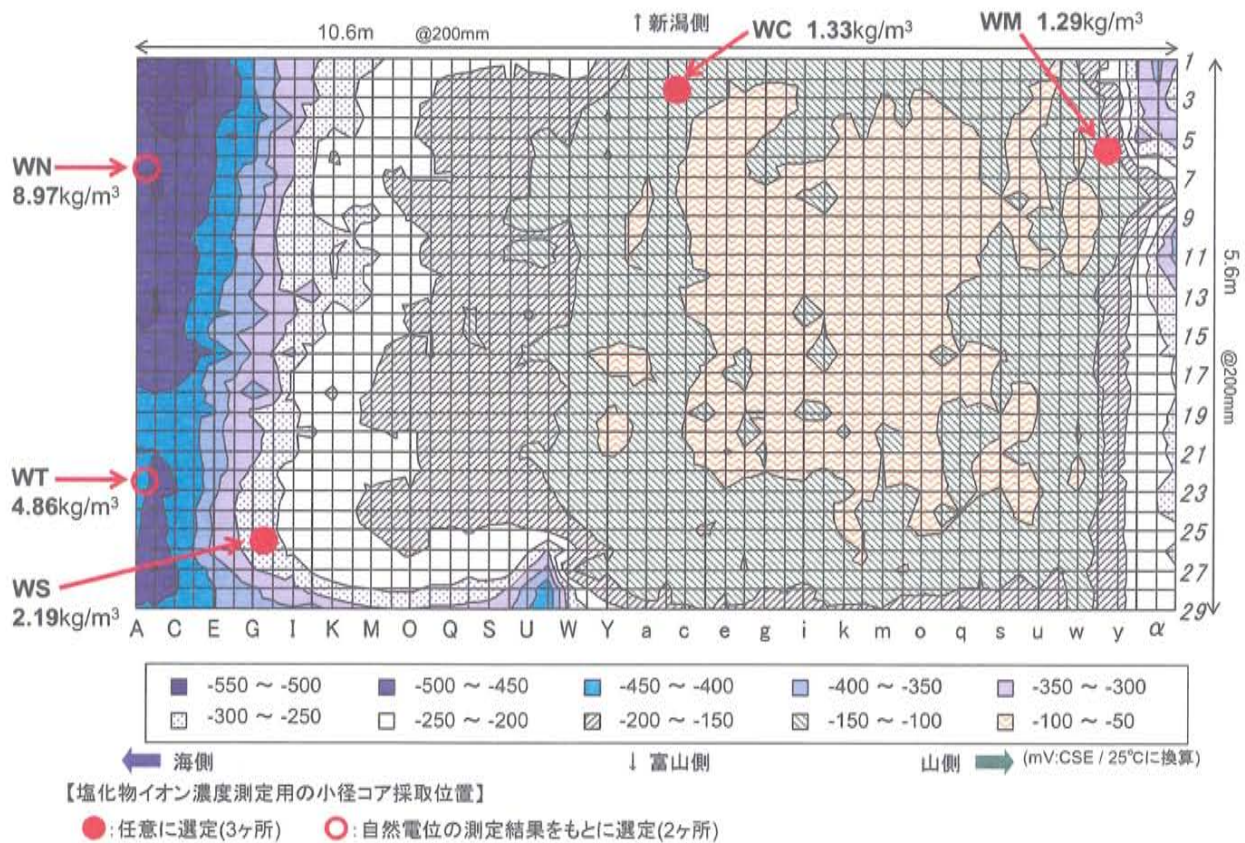 10.6m @200mm ↑新潟側
WC 1.33kg/m³
WM 1.29kg/m³
WN
8.97kg/m³
WT
4.86kg/m³
WS
2.19kg/m³
1
3
5
7
9
11
13
15
17
19
21
23
25
27
29
5.6m
@200mm
A C E G I K M O Q S U W Y a c e g i k m o q s u w y α
-550 ～ -500 -500 ～ -450 -450 ～ -400 -400 ～ -350 -350 ～ -300
-300 ～ -250 -250 ～ -200 -200 ～ -150 -150 ～ -100 -100 ～ -50
海側 ↓富山側 山側 (mV:CSE / 25℃に換算)
【塩化物イオン濃度測定用の小径コア採取位置】
:任意に選定(3ヶ所) :自然電位の測定結果をもとに選定(2ヶ所)